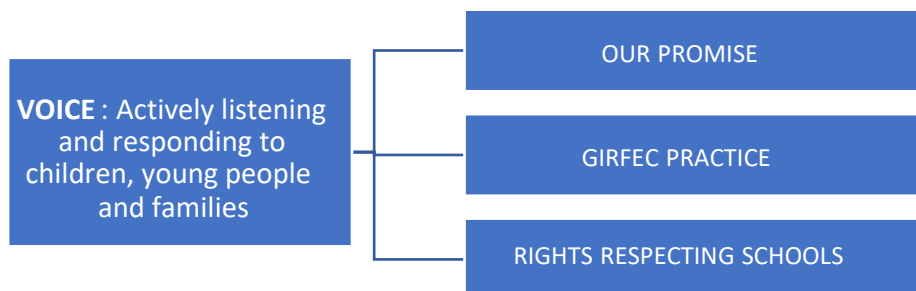 VOICE : Actively listening
and responding to
children, young people
and families
OUR PROMISE
GIRFEC PRACTICE
RIGHTS RESPECTING SCHOOLS